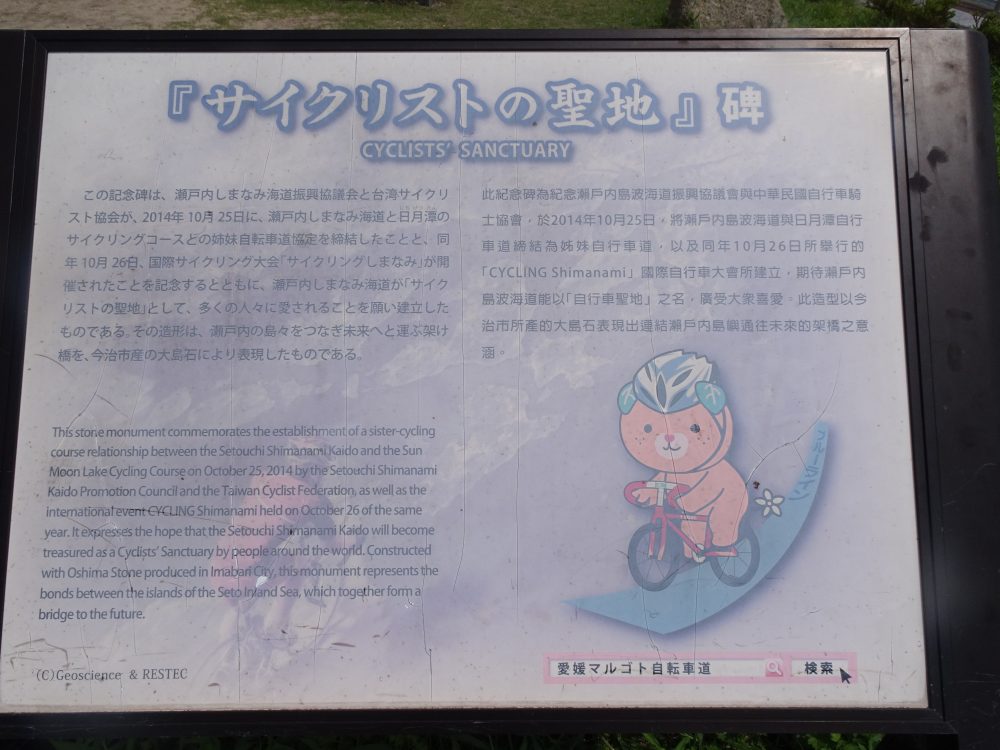 『サイクリストの聖地』碑
CYCLISTS' SANCTUARY
この記念碑は、瀬戸内しまなみ海道振興協議会と台湾サイクリ
スト協会が、2014年10月25日に、瀬戸内しまなみ海道と日月潭の
サイクリングコースとの姉妹自転車道協定を締結したことと、同
年10月26日、国際サイクリング大会「サイクリングしまなみ」が開
催されたことを記念するとともに、瀬戸内しまなみ海道が「サイク
リストの聖地」として、多くの人々に愛されることを願い建立した
ものである。その造形は、瀬戸内の島々をつなぎ未来へと運ぶ架け
橋を、今治市産の大島石により表現したものである。
此紀念碑為紀念瀨戶內島波海道振興協議會與中華民國自行車騎
士協會，於2014年10月25日，將瀨戶內島波海道與日月潭自行
車道締結為姊妹自行車道，以及同年10月26日所舉行的
「CYCLING Shimanami」國際自行車大會所建立，期待瀨戶內
島波海道能以「自行車聖地」之名，廣受大眾喜愛。此造型以今
治市所產的大島石表現出連結瀨戶內島嶼通往未來的架橋之意
涵。
This stone monument commemorates the establishment of a sister-cycling
course relationship between the Setouchi Shimanami Kaido and the Sun
Moon Lake Cycling Course on October 25, 2014 by the Setouchi Shimanami
Kaido Promotion Council and the Taiwan Cyclist Federation, as well as the
international event CYCLING Shimanami held on October 26 of the same
year. It expresses the hope that the Setouchi Shimanami Kaido will become
treasured as a Cyclists' Sanctuary by people around the world. Constructed
with Oshima Stone produced in Imabari City, this monument represents the
bonds between the islands of the Seto Inland Sea, which together form a
bridge to the future.
(C)Geoscience & RESTEC
愛媛マルゴト自転車道
検索